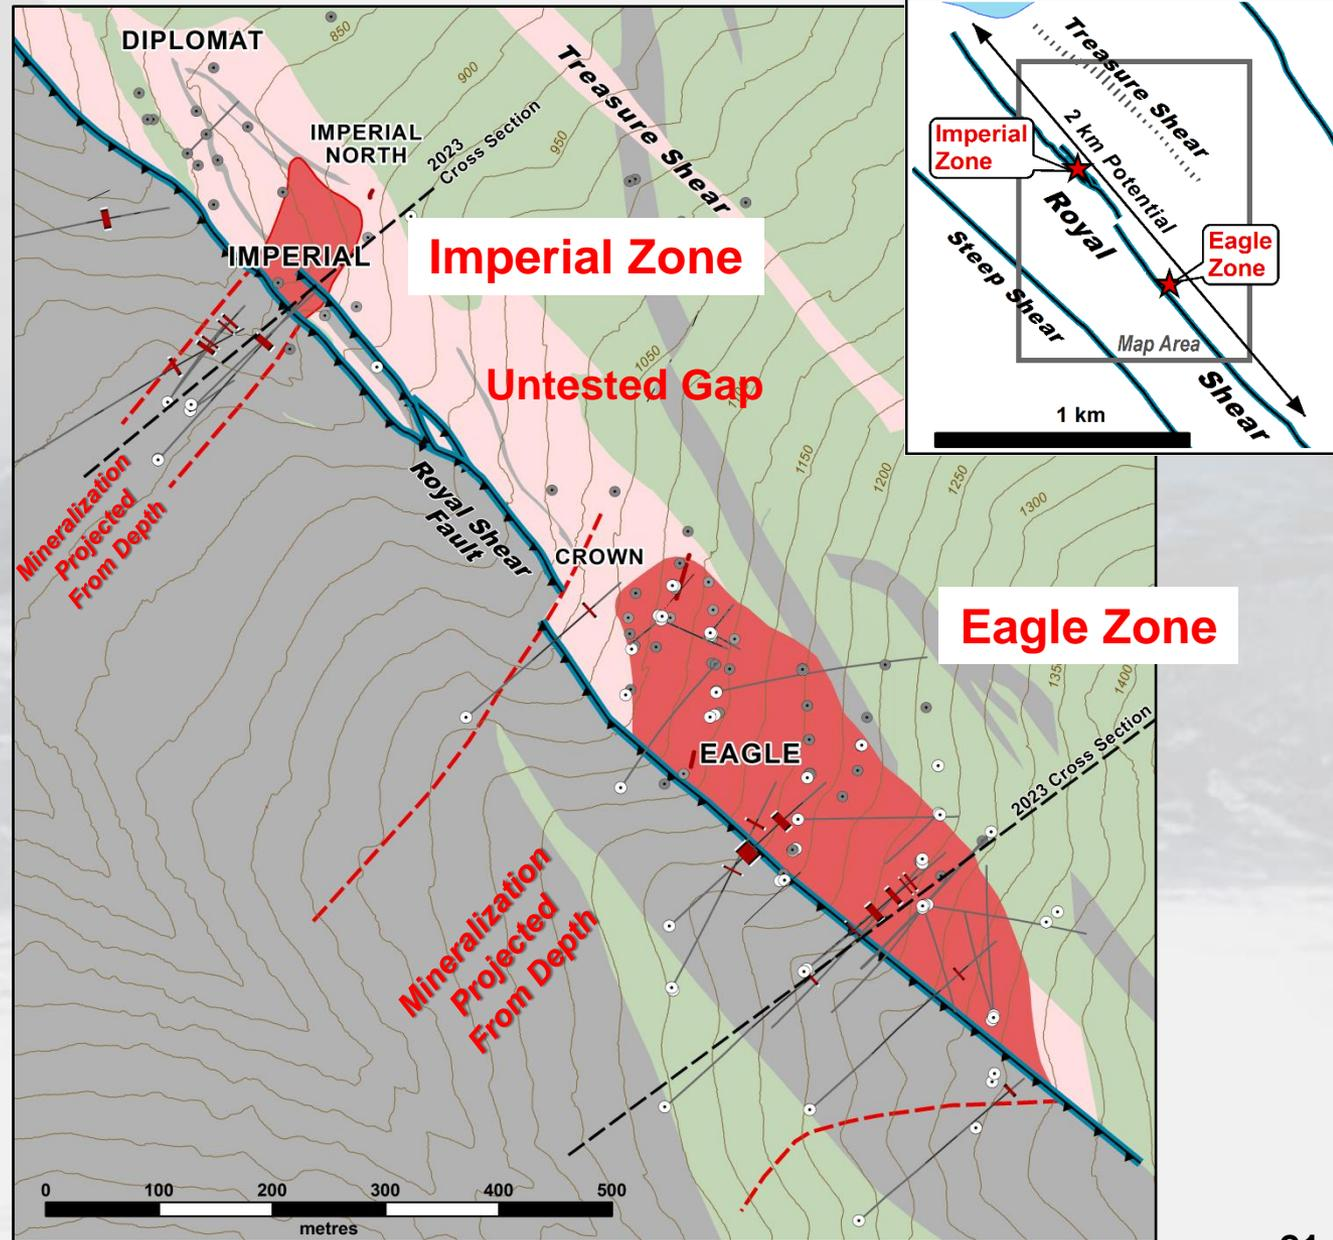 DIPLOMAT
850
900
950
IMPERIAL
NORTH
2023
Cross Section
Treasure Shear
IMPERIAL
Imperial Zone
Untested Gap
1050
1150
1200
1250
1300
1400
Mineralization
Projected
From Depth
Royal Shear
Fault
CROWN
Eagle Zone
EAGLE
2023 Cross Section
Mineralization
Projected
From Depth
0 100 200 300 400 500
metres
Treasure Shear
2 km Potential
Imperial
Zone
Royal
Shear
Eagle
Zone
Steep Shear
Map Area
1 km